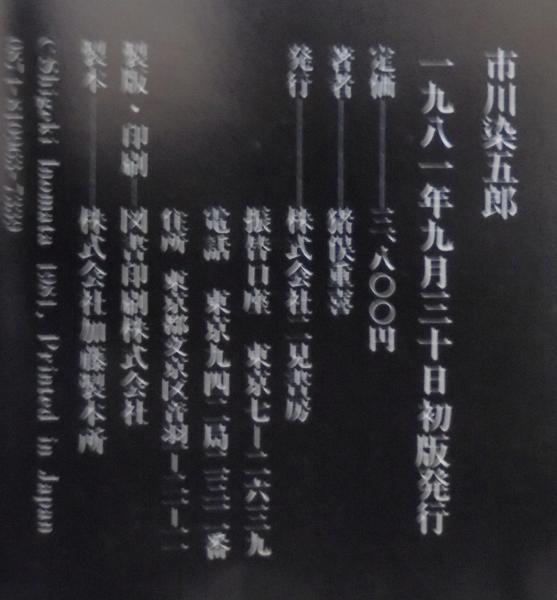 市川染五郎
一九八一年九月三十日初版発行
定価──三、八〇〇円
著者──猪俣重喜
発行──株式会社二見書房
振替口座 東京七-二六三九
電話 東京九四二局二三二一番
住所 東京都文京区音羽
製版、印刷──図書印刷株式会社
製本──株式会社加藤製本所
©Shigeki Inomata 1981, Printed in Japan